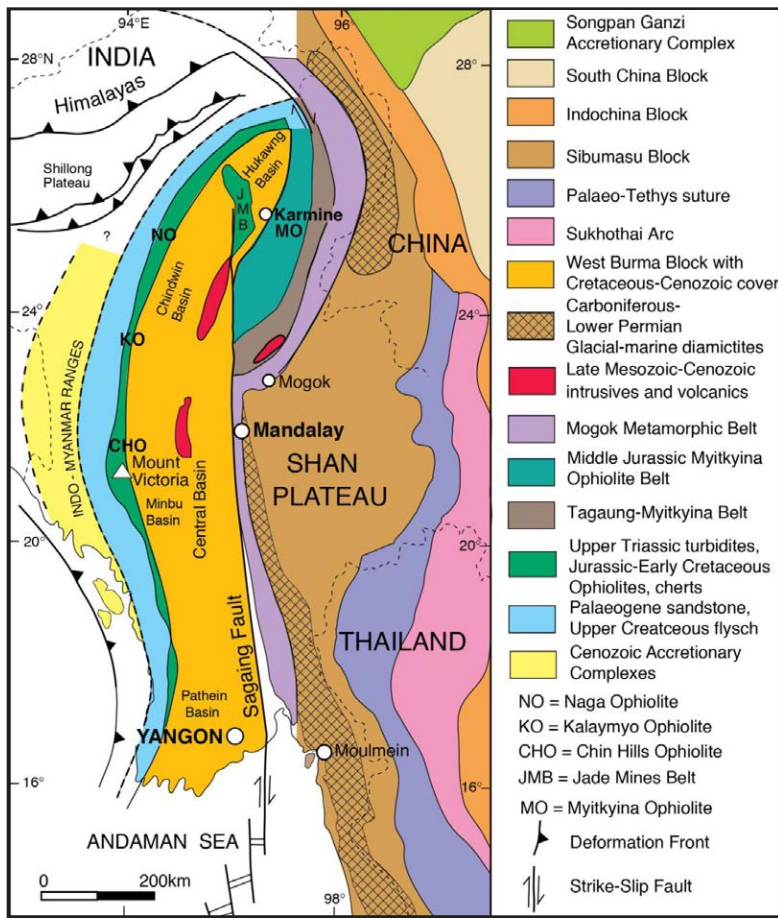 94°E
96°
28°N
INDIA
Himalayas
28°
Shillong
Plateau
Hukawng
Basin
J
M
B
Karmine
MO
NO
?
CHINA
Chindwin
Basin
24°
24°
KO
Mogok
INDO - MYANMAR RANGES
CHO
Mount
Victoria
Mandalay
SHAN
PLATEAU
Minbu
Basin
Central Basin
20°
20°
Sagaing Fault
THAILAND
Pathein
Basin
YANGON
Moulmein
16°
16°
ANDAMAN SEA
0 200km
98°
Songpan Ganzi
Accretionary Complex
South China Block
Indochina Block
Sibumasu Block
Palaeo-Tethys suture
Sukhothai Arc
West Burma Block with
Cretaceous-Cenozoic cover
Carboniferous-
Lower Permian
Glacial-marine diamictites
Late Mesozoic-Cenozoic
intrusives and volcanics
Mogok Metamorphic Belt
Middle Jurassic Myitkyina
Ophiolite Belt
Tagaung-Myitkyina Belt
Upper Triassic turbidites,
Jurassic-Early Cretaceous
Ophiolites, cherts
Palaeogene sandstone,
Upper Creatceous flysch
Cenozoic Accretionary
Complexes
NO = Naga Ophiolite
KO = Kalaymyo Ophiolite
CHO = Chin Hills Ophiolite
JMB = Jade Mines Belt
MO = Myitkyina Ophiolite
Deformation Front
Strike-Slip Fault